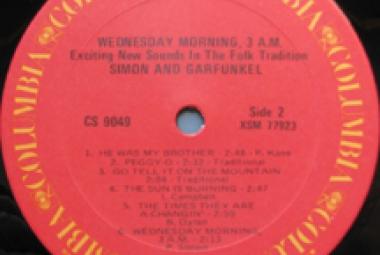 WEDNESDAY MORNING, 3 A.M.
Exciting New Sounds In The Folk Tradition
SIMON AND GARFUNKEL
CS 9049
Side 2
XSM 77923
1. HE WAS MY BROTHER - 2:48 - P. Kane
2. PEGGY-O - 2:22 - Traditional
3. GO TELL IT ON THE MOUNTAIN
2:04 - Traditional
4. THE SUN IS BURNING - 2:47
I. Campbell
5. THE TIMES THEY ARE
A.CHANGIN' - 2:50
B. Dylan
6. WEDNESDAY MORNING,
3 A.M. - 2:13
P. Simon
COLUMBIA
COLUMBIA